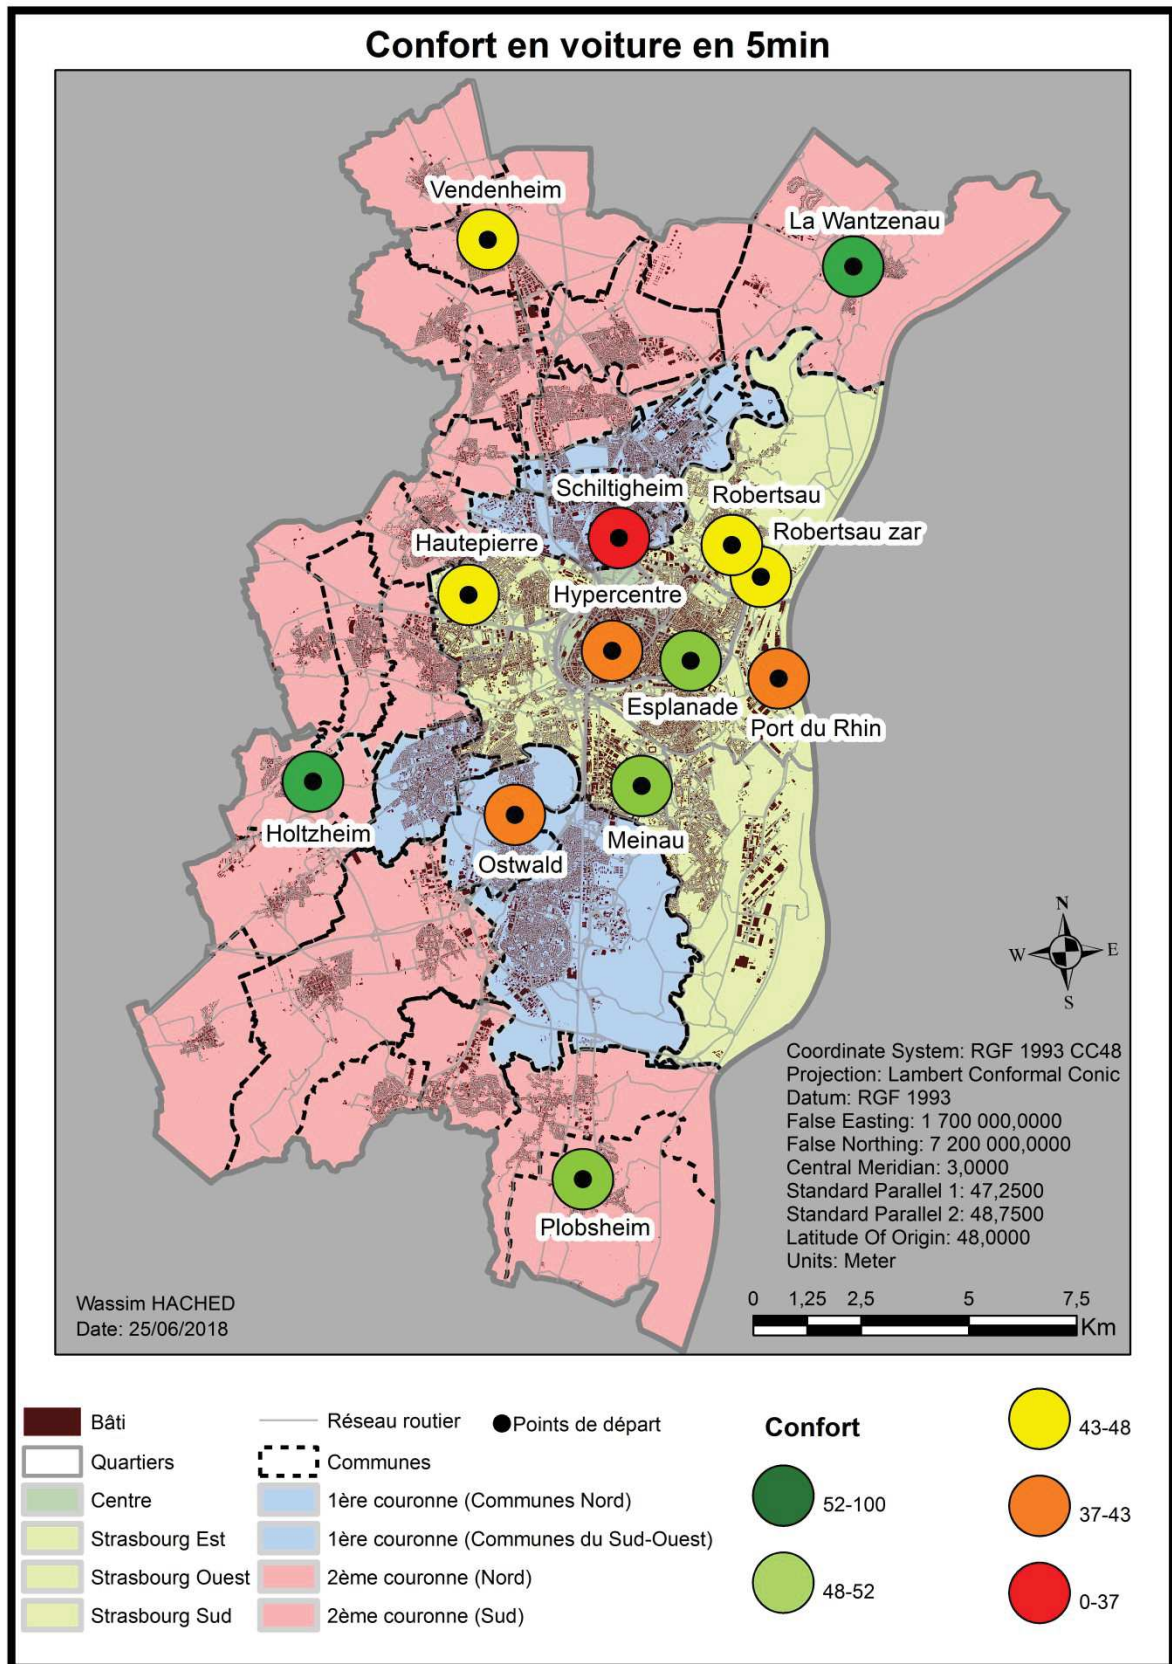 Confort en voiture en 5min
Vendenheim
La Wantzenau
Schiltigheim
Robertsau
Robertsau zar
Hautepierre
Hypercentre
Esplanade
Port du Rhin
Holtzheim
Ostwald
Meinau
Plobsheim
N
W
E
S
Coordinate System: RGF 1993 CC48
Projection: Lambert Conformal Conic
Datum: RGF 1993
False Easting: 1 700 000,0000
False Northing: 7 200 000,0000
Central Meridian: 3,0000
Standard Parallel 1: 47,2500
Standard Parallel 2: 48,7500
Latitude Of Origin: 48,0000
Units: Meter
Wassim HACHED
Date: 25/06/2018
0 1,25 2,5 5 7,5
Km
Bâti
Quartiers
Centre
Strasbourg Est
Strasbourg Ouest
Strasbourg Sud
Réseau routier
Points de départ
Communes
1ère couronne (Communes Nord)
1ère couronne (Communes du Sud-Ouest)
2ème couronne (Nord)
2ème couronne (Sud)
Confort
52-100
48-52
43-48
37-43
0-37